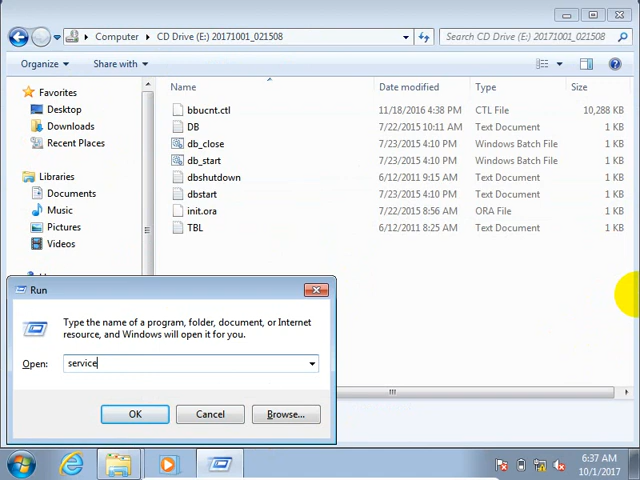 Computer
CD Drive (E:) 20171001_021508
Search CD Drive (E:) 20171001_021508
Organize
Share with
Favorites
Desktop
Downloads
Recent Places
Libraries
Documents
Music
Pictures
Videos
Name Date modified Type Size
bbucnt.ctl 11/18/2016 4:38 PM CTL File 10,288 KB
DB 7/22/2015 10:11 AM Text Document 1 KB
db_close 7/23/2015 4:10 PM Windows Batch File 1 KB
db_start 7/23/2015 4:10 PM Windows Batch File 1 KB
dbshutdown 6/12/2011 9:15 AM Text Document 1 KB
dbstart 7/23/2015 4:10 PM Text Document 1 KB
init.ora 7/22/2015 8:56 AM ORA File 1 KB
TBL 6/12/2011 8:25 AM Text Document 1 KB
Run
Type the name of a program, folder, document, or Internet
resource, and Windows will open it for you.
Open: service
OK
Cancel
Browse...
6:37 AM
10/1/2017